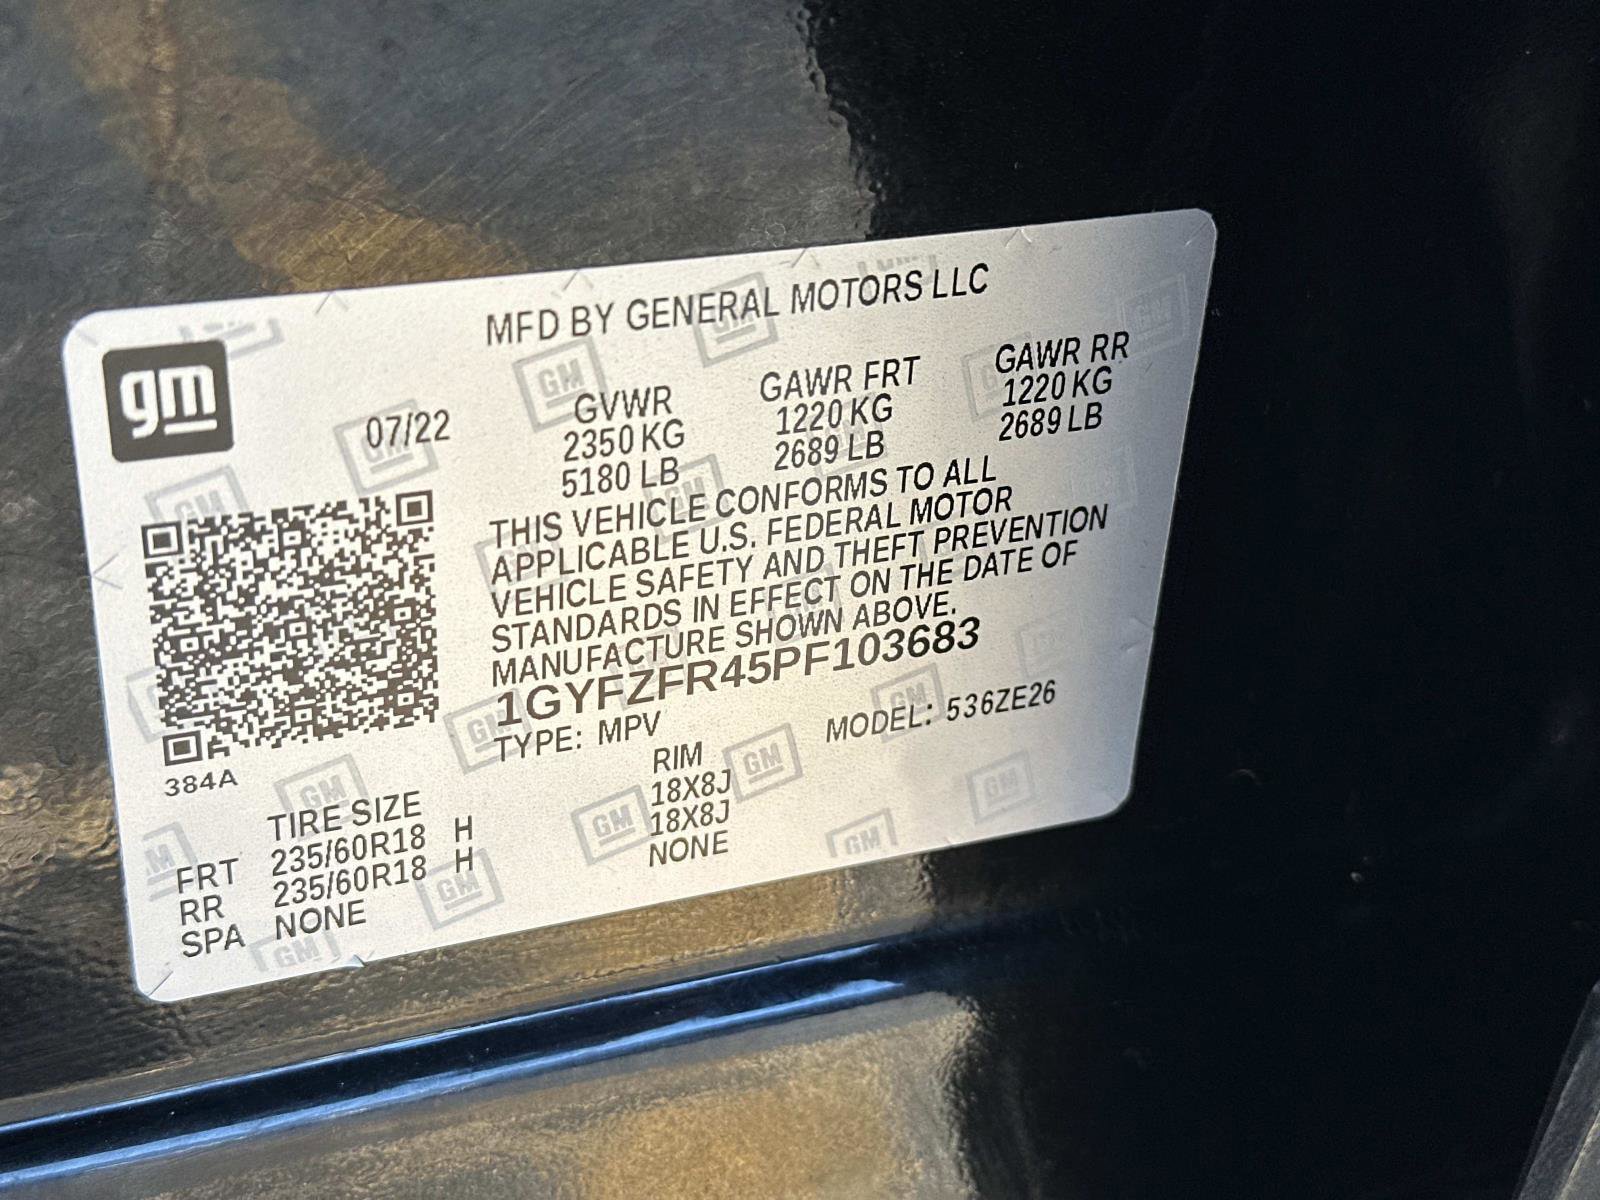 MFD BY GENERAL MOTORS LLC
gm
07/22
GVWR
2350 KG
5180 LB
GAWR FRT
1220 KG
2689 LB
GAWR RR
1220 KG
2689 LB
THIS VEHICLE CONFORMS TO ALL
APPLICABLE U.S. FEDERAL MOTOR
VEHICLE SAFETY AND THEFT PREVENTION
STANDARDS IN EFFECT ON THE DATE OF
MANUFACTURE SHOWN ABOVE.
1GYFZFR45PF103683
TYPE: MPV MODEL: 536ZE26
384A
TIRE SIZE RIM
FRT 235/60R18 H 18X8J
RR 235/60R18 H 18X8J
SPA NONE NONE